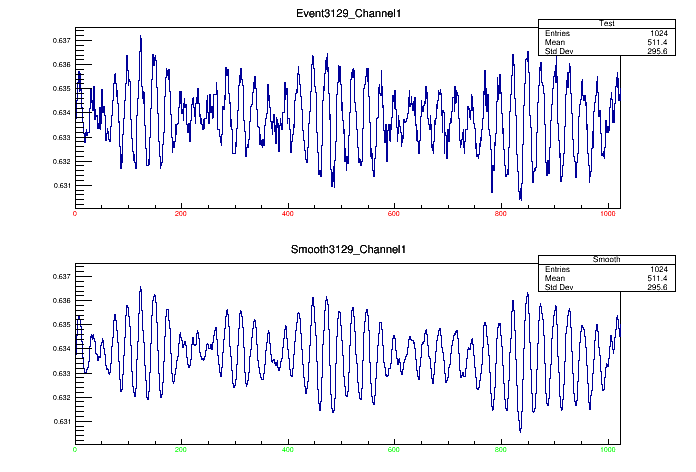 Event3129_Channel1
Test
Entries 1024
Mean 511.4
Std Dev 295.6
0.637
0.636
0.635
0.634
0.633
0.632
0.631
0 200 400 600 800 1000
Smooth3129_Channel1
Smooth
Entries 1024
Mean 511.4
Std Dev 295.6
0.637
0.636
0.635
0.634
0.633
0.632
0.631
0 200 400 600 800 1000